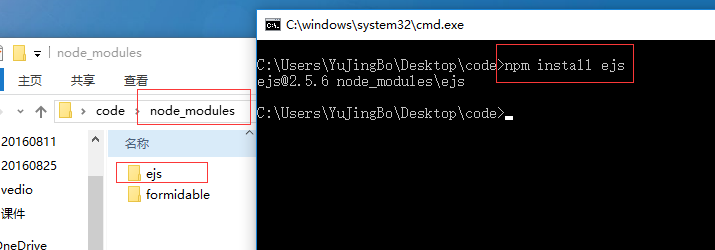 node_modules
主页
共享
查看
code
node_modules
20160811
20160825
vedio
课件
OneDrive
名称
ejs
formidable
C:\windows\system32\cmd.exe
C:\Users\YuJingBo\Desktop\code>npm install ejs
ejs@2.5.6 node_modules\ejs
C:\Users\YuJingBo\Desktop\code>